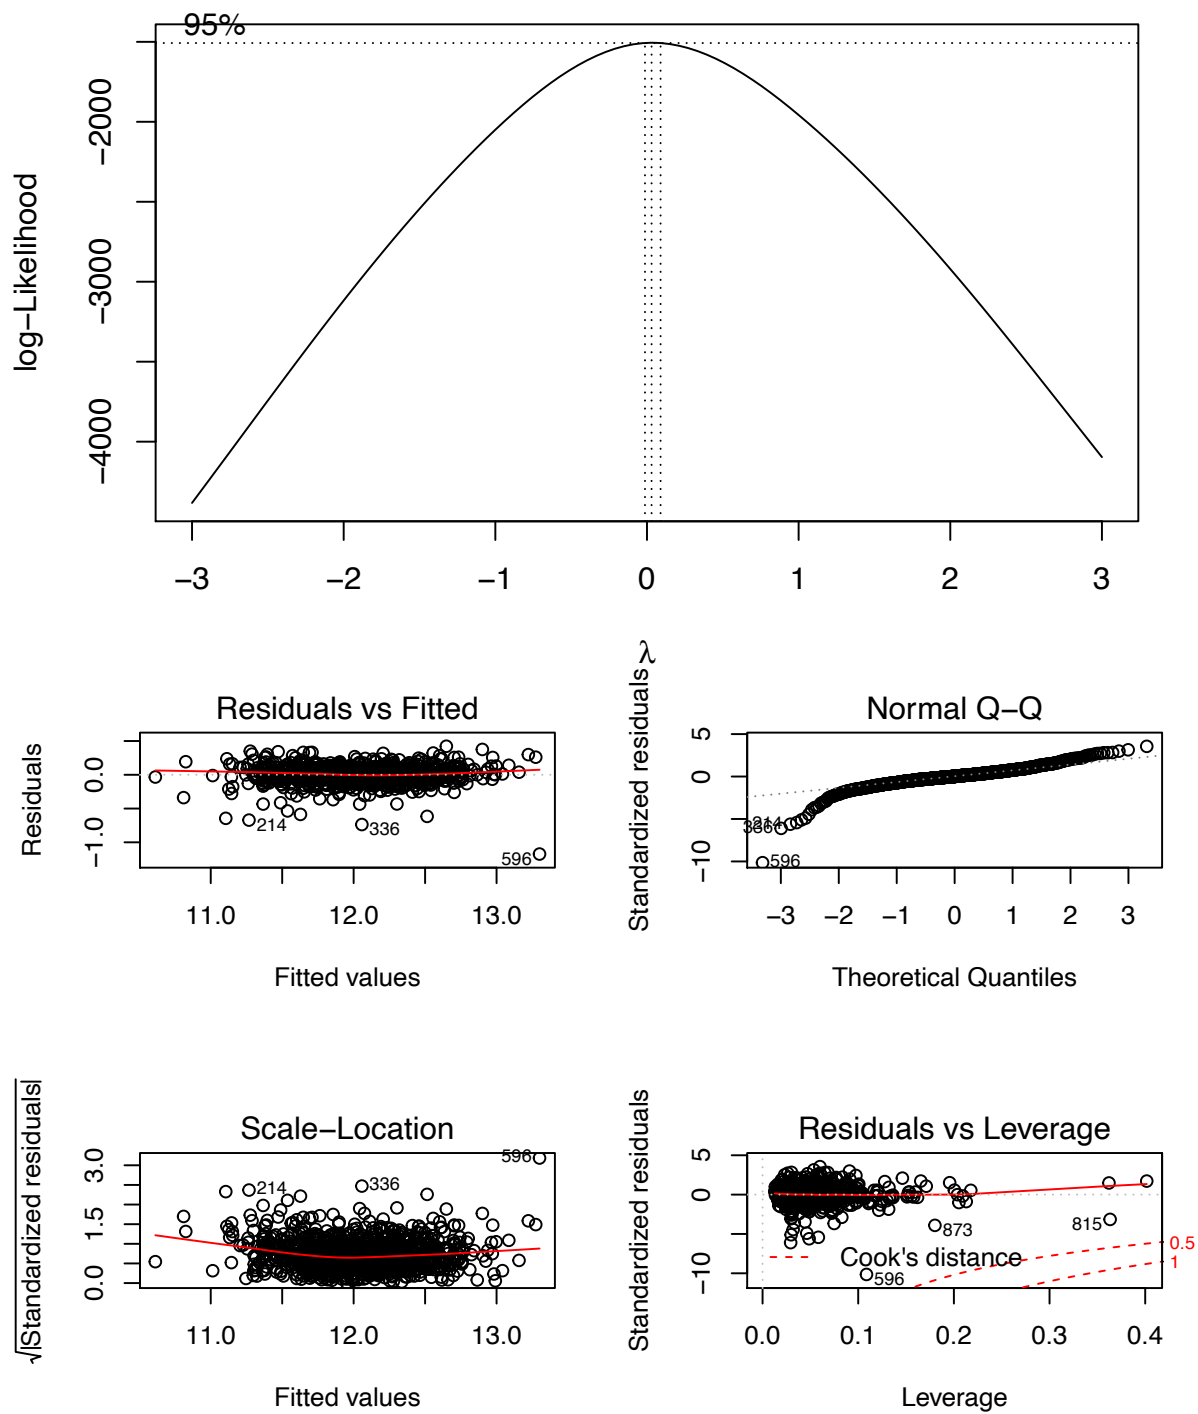 95%
log−Likelihood
−2000
−3000
−4000
−3 −2 −1 0 1 2 3
λ
Residuals vs Fitted
Residuals
0.0
−1.0
214
336
596
11.0 12.0 13.0
Fitted values
Normal Q−Q
Standardized residuals
5
0
−10
214
336
596
−3 −2 −1 0 1 2 3
Theoretical Quantiles
Scale−Location
√|Standardized residuals|
3.0
1.5
0.0
596
214
336
11.0 12.0 13.0
Fitted values
Residuals vs Leverage
Standardized residuals
5
0
−10
873
815
Cook's distance
596
0.5
1
0.0 0.1 0.2 0.3 0.4
Leverage